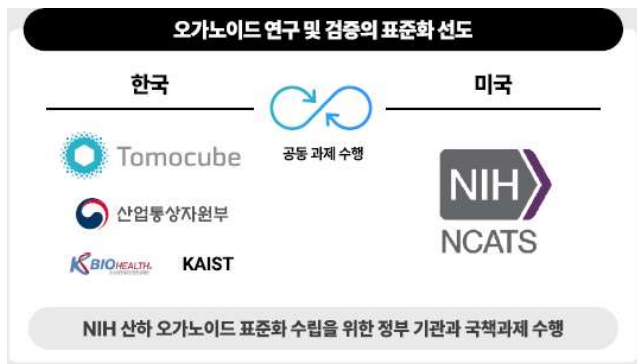 오가노이드 연구 및 검증의 표준화 선도
한국
미국
공동 과제 수행
Tomocube
산업통상자원부
KBIOHEALTH
KAIST
NIH
NCATS
NIH 산하 오가노이드 표준화 수립을 위한 정부 기관과 국책과제 수행